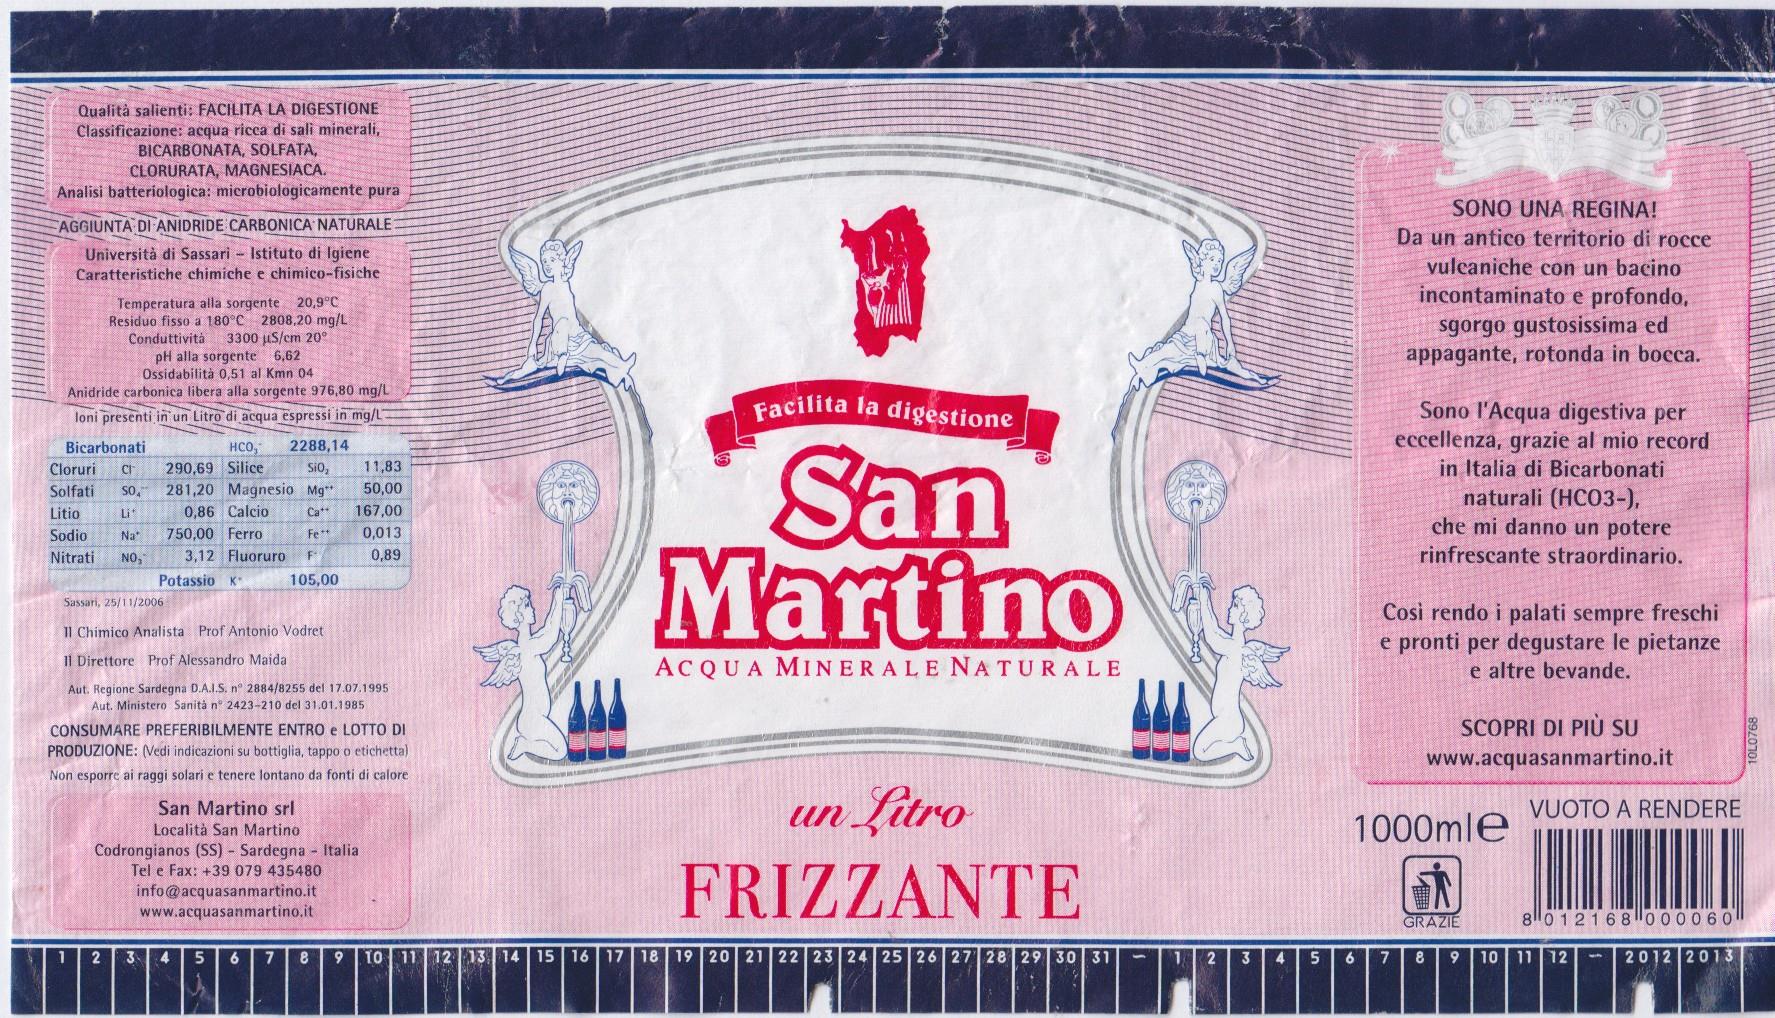 Qualità salienti: FACILITA LA DIGESTIONE
Classificazione: acqua ricca di sali minerali,
BICARBONATA, SOLFATA,
CLORURATA, MAGNESIACA.
Analisi batteriologica: microbiologicamente pura
AGGIUNTA DI ANIDRIDE CARBONICA NATURALE
Università di Sassari – Istituto di Igiene
Caratteristiche chimiche e chimico-fisiche
Temperatura alla sorgente 20,9°C
Residuo fisso a 180°C 2808,20 mg/L
Conduttività 3300 µS/cm 20°
pH alla sorgente 6,62
Ossidabilità 0,51 al Kmn 04
Anidride carbonica libera alla sorgente 976,80 mg/L
Ioni presenti in un Litro di acqua espressi in mg/L
Bicarbonati HCO₃⁻ 2288,14
Cloruri Cl⁻ 290,69 Silice SiO₂ 11,83
Solfati SO₄⁻⁻ 281,20 Magnesio Mg⁺⁺ 50,00
Litio Li⁺ 0,86 Calcio Ca⁺⁺ 167,00
Sodio Na⁺ 750,00 Ferro Fe⁺⁺ 0,013
Nitrati NO₃⁻ 3,12 Fluoruro F⁻ 0,89
Potassio K⁺ 105,00
Sassari, 25/11/2006
Il Chimico Analista Prof Antonio Vodret
Il Direttore Prof Alessandro Maida
Aut. Regione Sardegna D.A.I.S. n° 2884/8255 del 17.07.1995
Aut. Ministero Sanità n° 2423-210 del 31.01.1985
CONSUMARE PREFERIBILMENTE ENTRO e LOTTO DI
PRODUZIONE: (Vedi indicazioni su bottiglia, tappo o etichetta)
Non esporre ai raggi solari e tenere lontano da fonti di calore
San Martino srl
Località San Martino
Codrongianos (SS) - Sardegna - Italia
Tel e Fax: +39 079 435480
info@acquasanmartino.it
www.acquasanmartino.it
Facilita la digestione
San
Martino
ACQUA MINERALE NATURALE
un Litro
FRIZZANTE
SONO UNA REGINA!
Da un antico territorio di rocce
vulcaniche con un bacino
incontaminato e profondo,
sgorgo gustosissima ed
appagante, rotonda in bocca.
Sono l'Acqua digestiva per
eccellenza, grazie al mio record
in Italia di Bicarbonati
naturali (HCO3-),
che mi danno un potere
rinfrescante straordinario.
Così rendo i palati sempre freschi
e pronti per degustare le pietanze
e altre bevande.
SCOPRI DI PIÙ SU
www.acquasanmartino.it
10L0768
1000ml e
VUOTO A RENDERE
GRAZIE
8 012168 000060
1 2 3 4 5 6 7 8 9 10 11 12 13 14 15 16 17 18 19 20 21 22 23 24 25 26 27 28 29 30 31 – 1 2 3 4 5 6 7 8 9 10 11 12 – 2012 2013